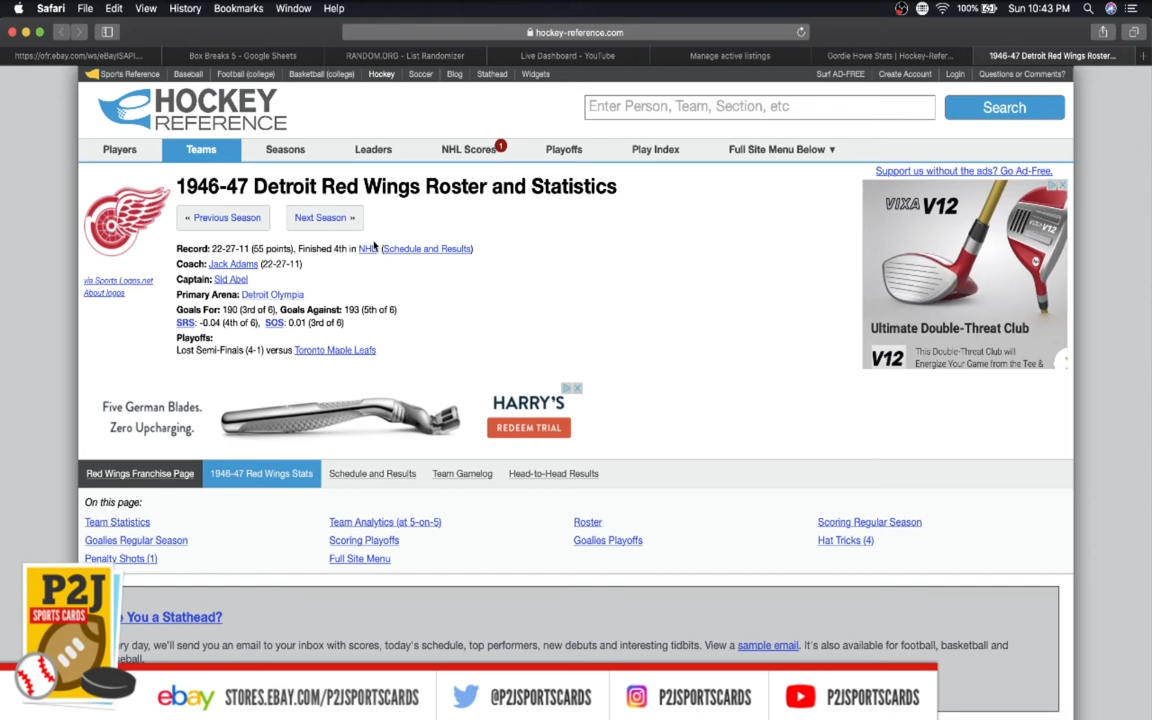 Safari File Edit View History Bookmarks Window Help 100% Sun 10:43 PM
hockey-reference.com
https://ofr.ebay.com/ws/eBayISAPI.... Box Breaks 5 - Google Sheets RANDOM.ORG - List Randomizer Live Dashboard - YouTube Manage active listings Gordie Howe Stats | Hockey-Refer... 1946-47 Detroit Red Wings Roster...
Sports Reference Baseball Football (college) Basketball (college) Hockey Soccer Blog Stathead Widgets Surf AD-FREE Create Account Login Questions or Comments?
HOCKEY
REFERENCE
Enter Person, Team, Section, etc Search
Players Teams Seasons Leaders NHL Scores 1 Playoffs Play Index Full Site Menu Below ▼
Support us without the ads? Go Ad-Free.
1946-47 Detroit Red Wings Roster and Statistics
« Previous Season Next Season »
Record: 22-27-11 (55 points), Finished 4th in NHL (Schedule and Results)
Coach: Jack Adams (22-27-11)
Captain: Sid Abel
Primary Arena: Detroit Olympia
Goals For: 190 (3rd of 6), Goals Against: 193 (5th of 6)
SRS: -0.04 (4th of 6), SOS: 0.01 (3rd of 6)
Playoffs:
Lost Semi-Finals (4-1) versus Toronto Maple Leafs
via Sports Logos.net
About logos
VIXA V12
Ultimate Double-Threat Club
V12 This Double-Threat Club will
Energize Your Game from the Tee &
Five German Blades.
Zero Upcharging.
HARRY'S
REDEEM TRIAL
Red Wings Franchise Page 1946-47 Red Wings Stats Schedule and Results Team Gamelog Head-to-Head Results
On this page:
Team Statistics Team Analytics (at 5-on-5) Roster Scoring Regular Season
Goalies Regular Season Scoring Playoffs Goalies Playoffs Hat Tricks (4)
Penalty Shots (1) Full Site Menu
You a Stathead?
ry day, we'll send you an email to your inbox with scores, today's schedule, top performers, new debuts and interesting tidbits. View a sample email. It's also available for football, basketball and
eball.
P2J
SPORTS CARDS
ebay STORES.EBAY.COM/P2JSPORTSCARDS @P2JSPORTSCARDS P2JSPORTSCARDS P2JSPORTSCARDS